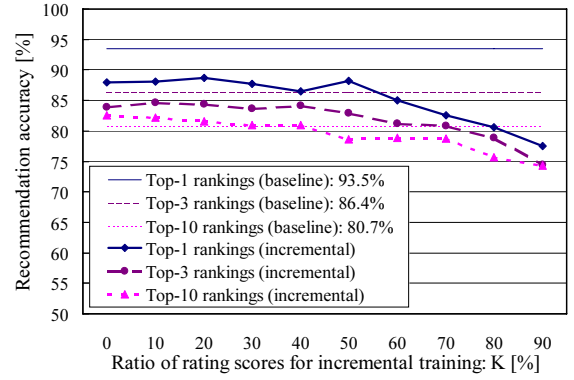 Recommendation accuracy [%]
100
95
90
85
80
75
70
65
60
55
50
Top-1 rankings (baseline): 93.5%
Top-3 rankings (baseline): 86.4%
Top-10 rankings (baseline): 80.7%
Top-1 rankings (incremental)
Top-3 rankings (incremental)
Top-10 rankings (incremental)
0 10 20 30 40 50 60 70 80 90
Ratio of rating scores for incremental training: K [%]